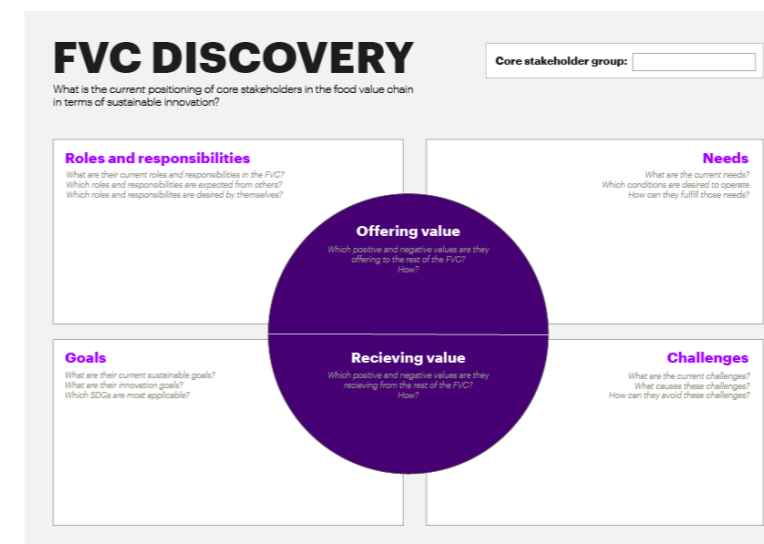 FVC DISCOVERY
What is the current positioning of core stakeholders in the food value chain
in terms of sustainable innovation?
Core stakeholder group:
Roles and responsibilities
What are their current roles and responsibilities in the FVC?
Which roles and responsibilities are expected from others?
Which roles and responsibilites are desired by themselves?
Needs
What are the current needs?
Which conditions are desired to operate
How can they fulfill those needs?
Offering value
Which positive and negative values are they
offering to the rest of the FVC?
How?
Recieving value
Which positive and negative values are they
recieving from the rest of the FVC?
How?
Goals
What are their current sustainable goals?
What are their innovation goals?
Which SDGs are most applicable?
Challenges
What are the current challenges?
What causes these challenges?
How can they avoid these challenges?